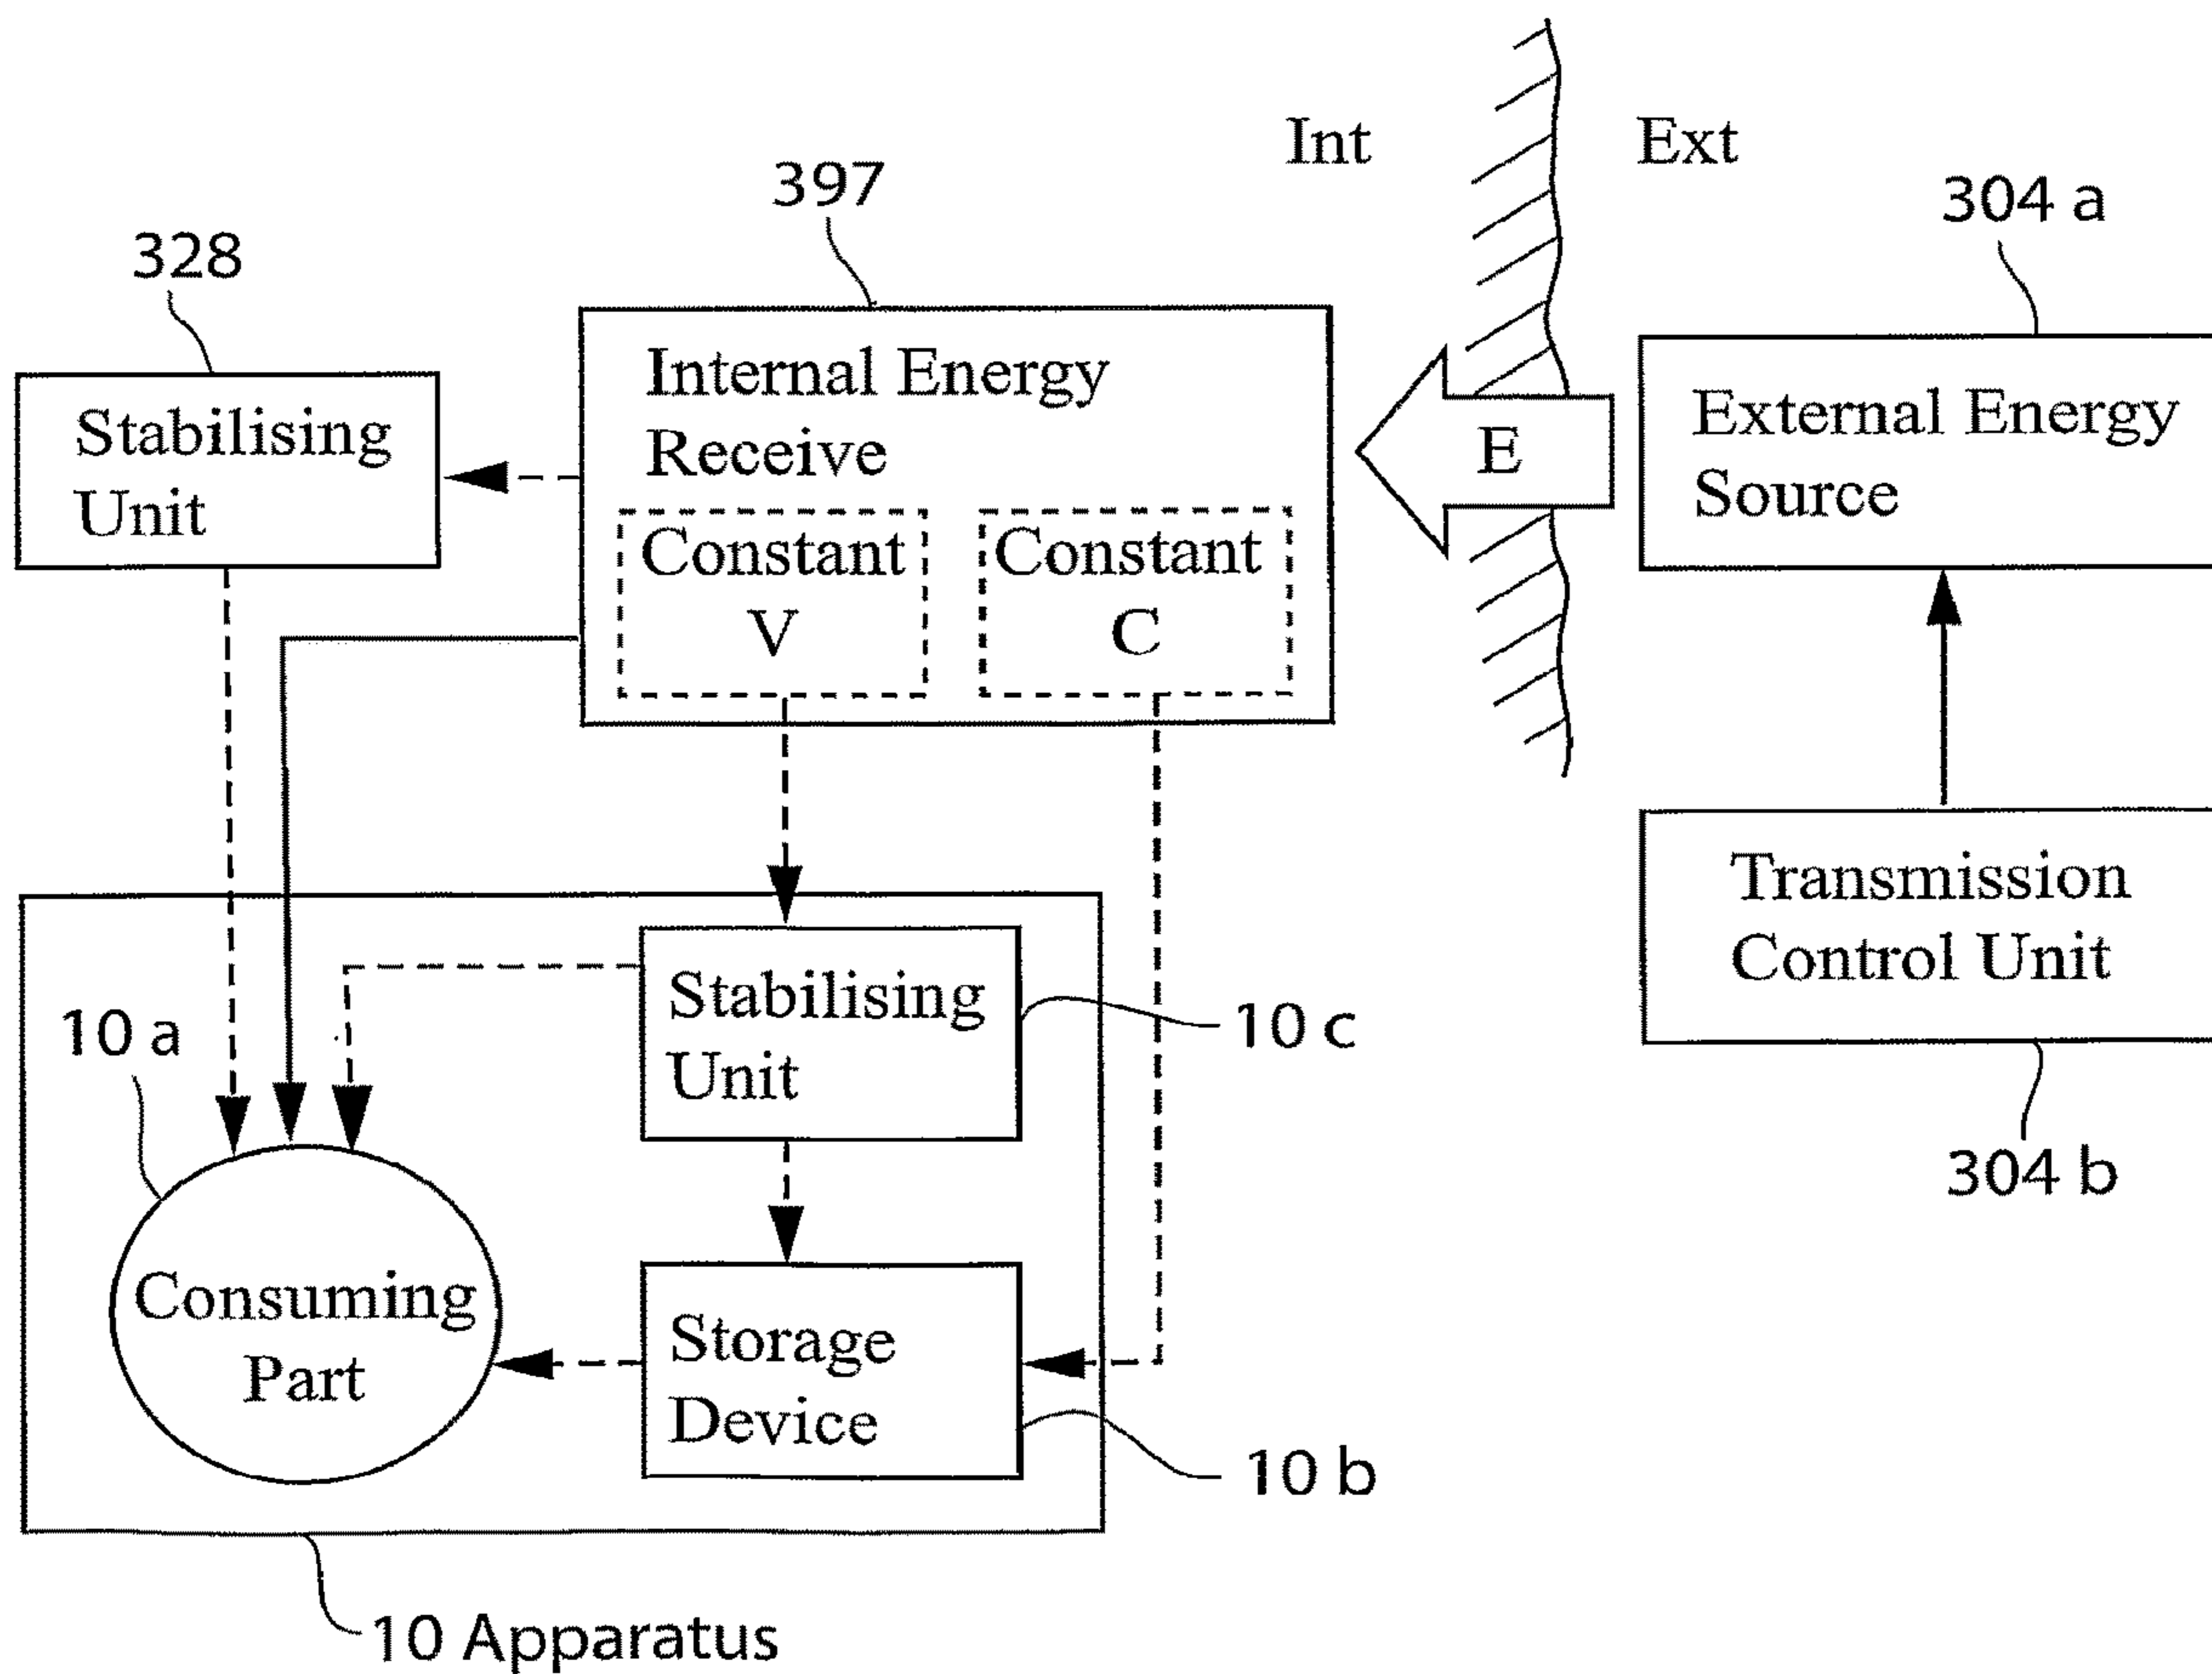 Int
Ext
397
304 a
328
Internal Energy
Receive
Stabilising
Unit
E
External Energy
Source
Constant
V
Constant
C
Transmission
Control Unit
10 a
Stabilising
Unit
10 c
304 b
Consuming
Part
Storage
Device
10 b
10 Apparatus